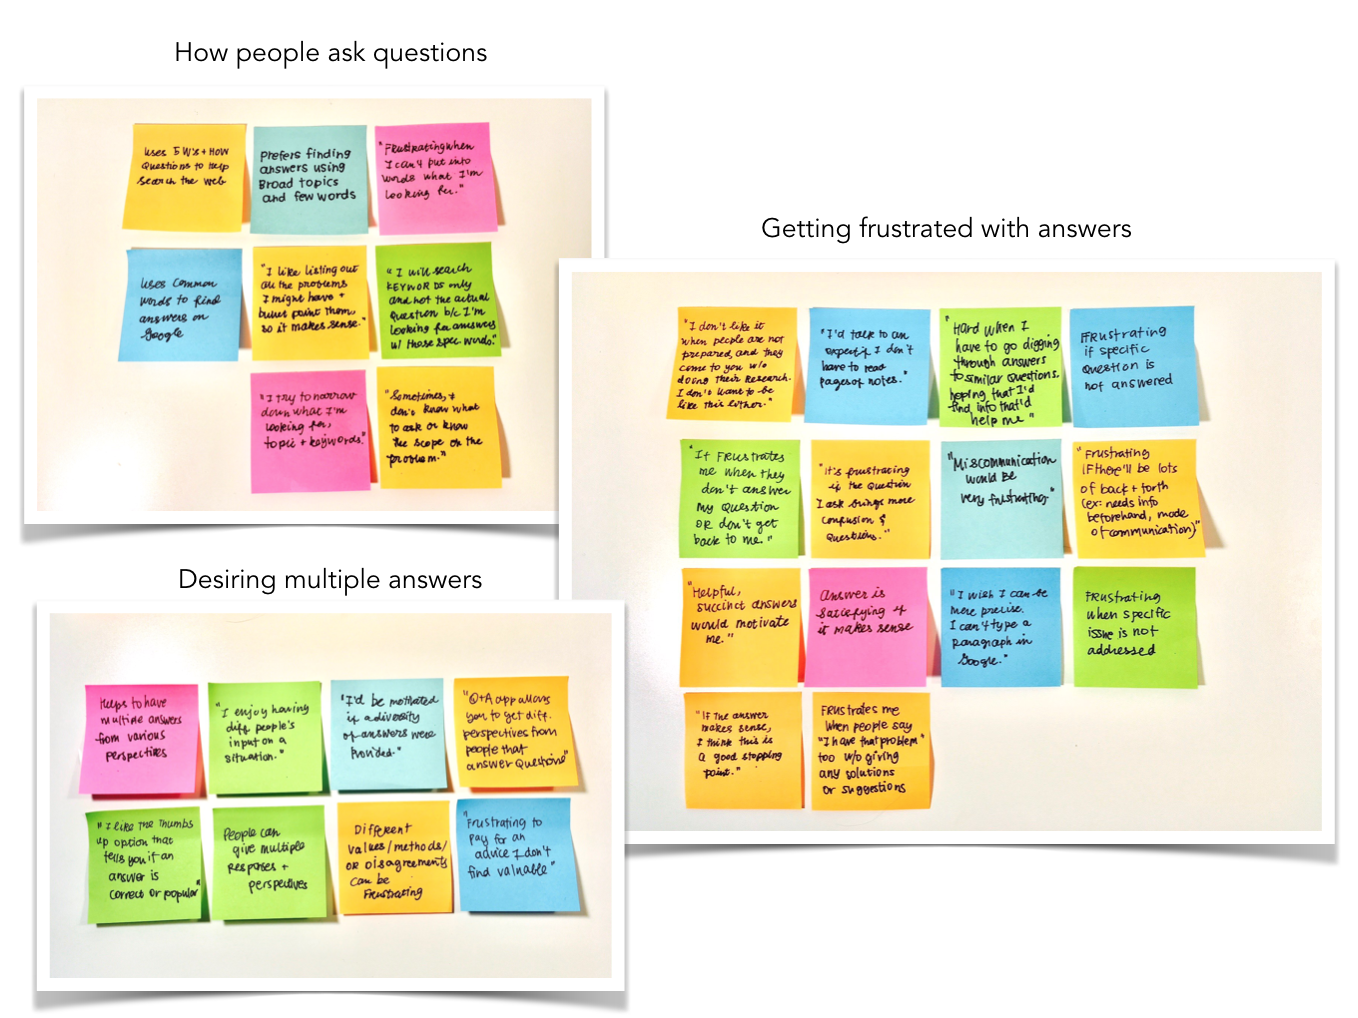 How people ask questions
Uses 5 W's + HOW
Questions to help
search the web
Prefers finding
answers using
Broad topics
and few words
"Frustrating when
I can't put into
words what I'm
looking for."
Uses common
words to find
answers on
Google
"I like listing out
all the problems
I might have +
bullet point them,
so it makes sense."
"I will search
KEYWORDS only
and not the actual
Question b/c I'm
looking for answers
w/ those spec words."
"I try to narrow
down what I'm
looking for,
topic + keywords."
"Sometimes, I
don't know what
to ask or know
the scope on the
problem."
Getting frustrated with answers
"I don't like it
when people are not
prepared, and they
come to you w/o
doing their research.
I don't want to be
like this either."
"I'd talk to an
expert if I don't
have to read
pages of notes."
"Hard when I
have to go digging
through answers
to similar questions.
hoping that I'd
find info that'd
help me"
FRUSTRATING
if specific
question is
not answered
"It FRUSTRATES
me when they
don't answer
my Question
OR don't get
back to me."
"It's frustrating
if the Question
I ask brings more
confusion &
Questions."
"Miscommunication
would be
very frustrating."
"Frustrating
if there'll be lots
of back + forth
(ex: needs info
beforehand, mode
of communication)"
"Helpful,
succinct answers
would motivate
me."
Answer is
satisfying if
it makes sense
"I wish I can be
more precise.
I can't type a
paragraph in
Google."
FRUSTRATING
when specific
issue is not
addressed
"If the answer
makes sense,
I think this is
a good stopping
point."
FRUSTRATES me
when people say
"I have that problem"
too w/o giving
any solutions
or suggestions
Desiring multiple answers
Helps to have
multiple answers
from various
perspectives
"I enjoy having
diff people's
input on a
situation."
"I'd be motivated
if a diversity
of answers were
provided."
"Q+A app allows
you to get diff.
perspectives from
people that
answer Questions"
"I like the thumbs
up option that
tells you if an
answer is
correct or popular"
People can
give multiple
responses +
perspectives
Different
values/methods/
OR disagreements
can be
Frustrating
"Frustrating to
pay for an
advice I don't
find valuable"